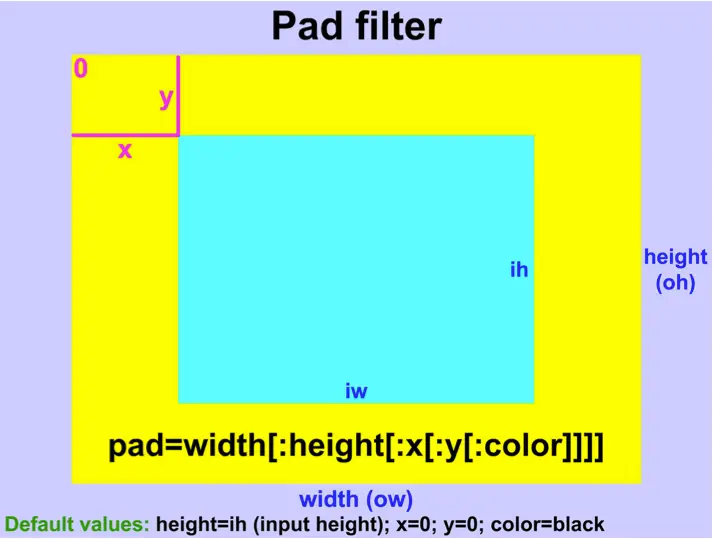 Pad filter
0
y
x
ih
height
(oh)
iw
pad=width[:height[:x[:y[:color]]]]
width (ow)
Default values: height=ih (input height); x=0; y=0; color=black